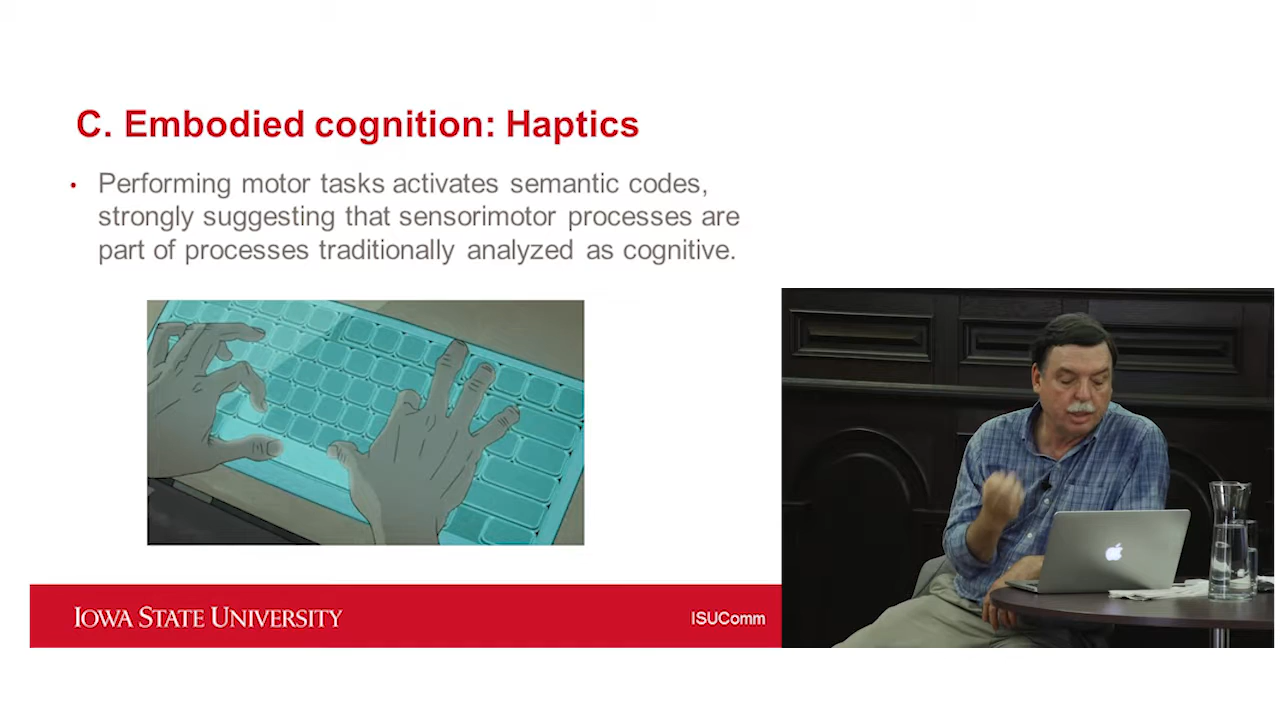 C. Embodied cognition: Haptics
• Performing motor tasks activates semantic codes,
strongly suggesting that sensorimotor processes are
part of processes traditionally analyzed as cognitive.
IOWA STATE UNIVERSITY
ISUComm